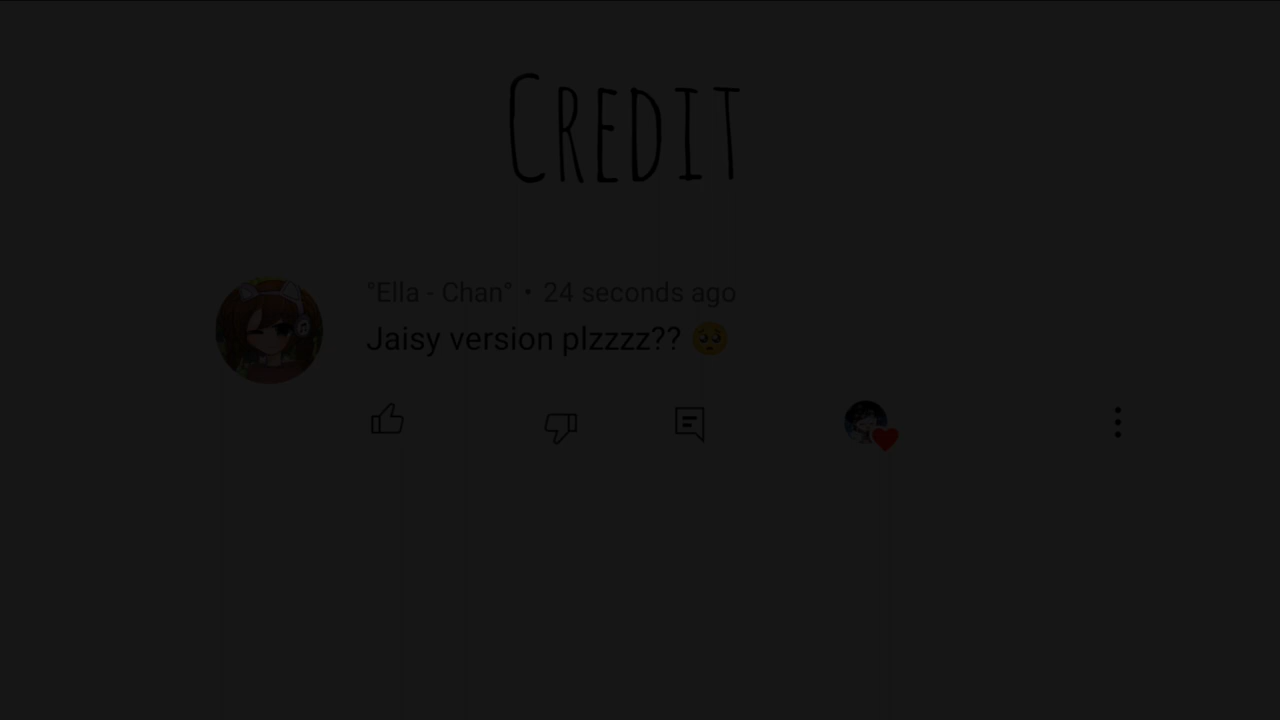 CREDIT
°Ella - Chan° • 24 seconds ago
Jaisy version plzzzz?? 🥺